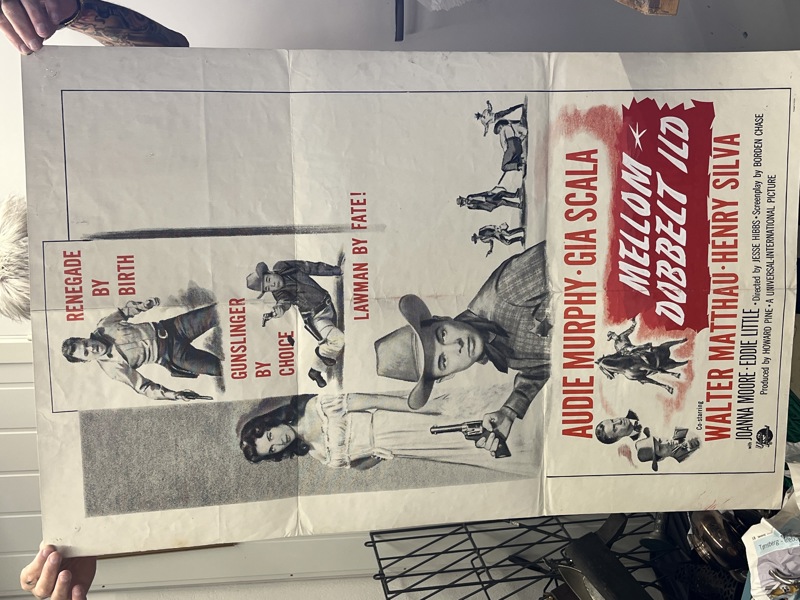 RENEGADE
BY
BIRTH
GUNSLINGER
BY
CHOICE
LAWMAN BY FATE!
AUDIE MURPHY · GIA SCALA
MELLOM
DOBBELT ILD
Co-starring
WALTER MATTHAU · HENRY SILVA
with JOANNA MOORE · EDDIE LITTLE · Directed by JESSE HIBBS · Screenplay by BORDEN CHASE
Produced by HOWARD PINE · A UNIVERSAL-INTERNATIONAL PICTURE